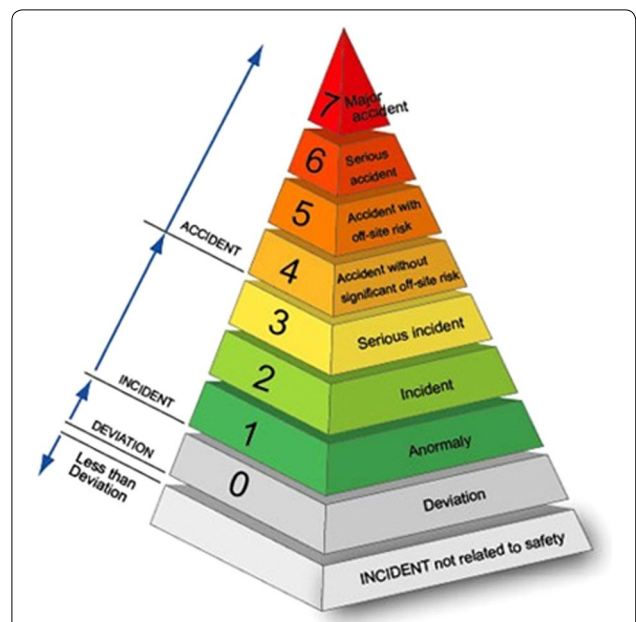 7 Major
accident
6 Serious
accident
5 Accident with
off-site risk
ACCIDENT
4 Accident without
significant off-site risk
3 Serious incident
2 Incident
INCIDENT
1 Anormaly
DEVIATION
0 Deviation
Less than
Deviation
INCIDENT not related to safety